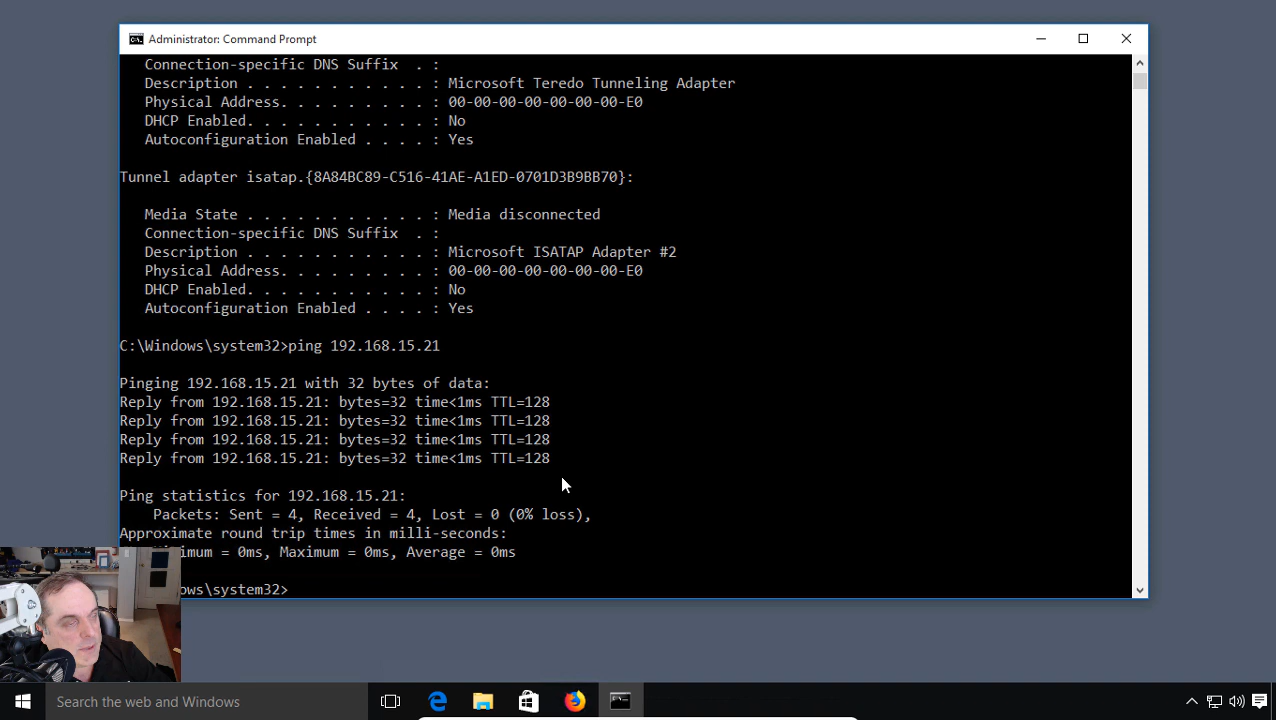 Administrator: Command Prompt
Connection-specific DNS Suffix . :
Description . . . . . . . . . . . : Microsoft Teredo Tunneling Adapter
Physical Address. . . . . . . . . : 00-00-00-00-00-00-00-E0
DHCP Enabled. . . . . . . . . . . : No
Autoconfiguration Enabled . . . . : Yes
Tunnel adapter isatap.{8A84BC89-C516-41AE-A1ED-0701D3B9BB70}:
Media State . . . . . . . . . . . : Media disconnected
Connection-specific DNS Suffix . :
Description . . . . . . . . . . . : Microsoft ISATAP Adapter #2
Physical Address. . . . . . . . . : 00-00-00-00-00-00-00-E0
DHCP Enabled. . . . . . . . . . . : No
Autoconfiguration Enabled . . . . : Yes
C:\Windows\system32>ping 192.168.15.21
Pinging 192.168.15.21 with 32 bytes of data:
Reply from 192.168.15.21: bytes=32 time<1ms TTL=128
Reply from 192.168.15.21: bytes=32 time<1ms TTL=128
Reply from 192.168.15.21: bytes=32 time<1ms TTL=128
Reply from 192.168.15.21: bytes=32 time<1ms TTL=128
Ping statistics for 192.168.15.21:
Packets: Sent = 4, Received = 4, Lost = 0 (0% loss),
Approximate round trip times in milli-seconds:
imum = 0ms, Maximum = 0ms, Average = 0ms
ows\system32>
Search the web and Windows